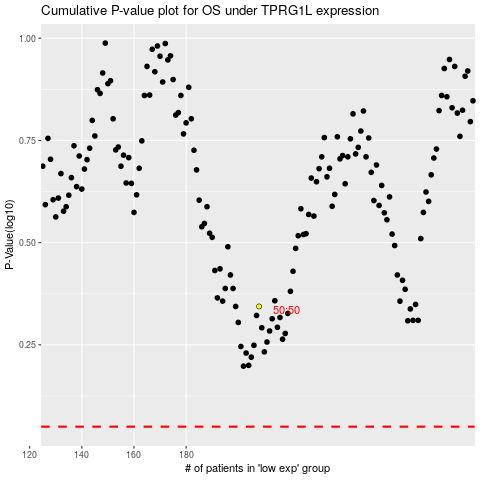 Cumulative P-value plot for OS under TPRG1L expression
P-Value(log10)
1.00
0.75
0.50
0.25
50:50
120 140 160 180
# of patients in 'low exp' group